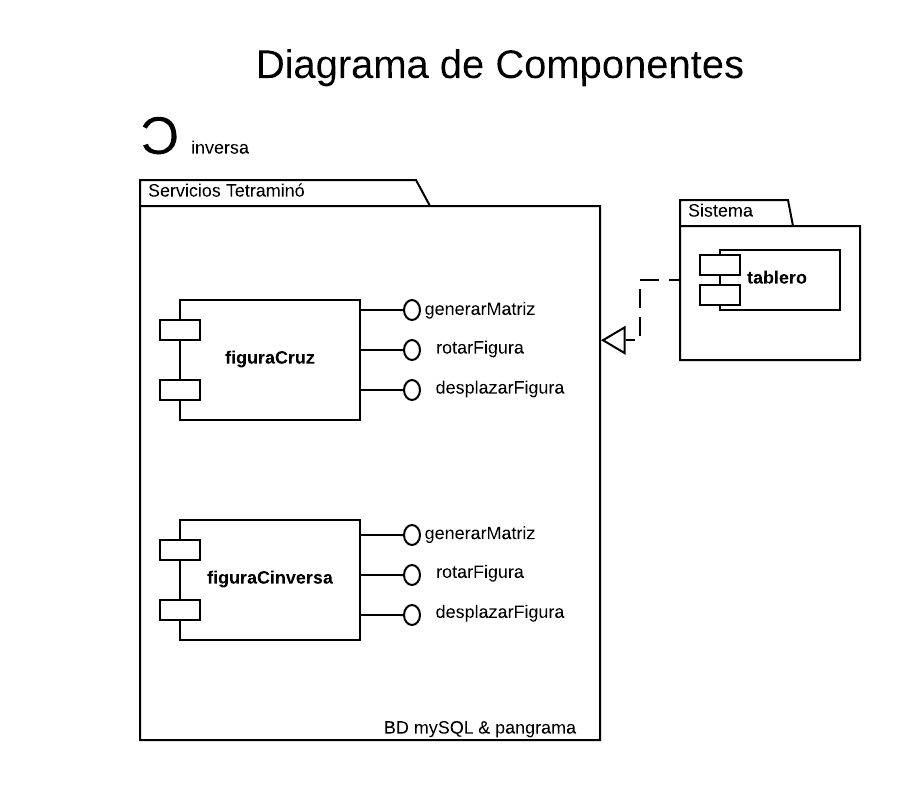 Diagrama de Componentes
Ɔ inversa
Servicios Tetraminó
Sistema
tablero
figuraCruz
generarMatriz
rotarFigura
desplazarFigura
figuraCinversa
generarMatriz
rotarFigura
desplazarFigura
BD mySQL & pangrama